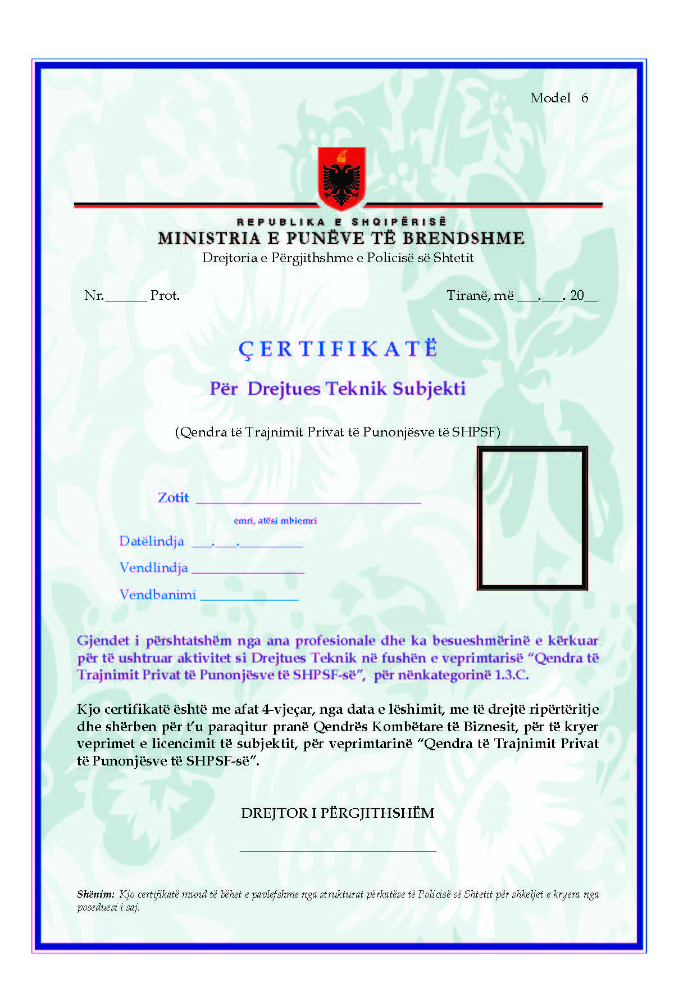 Model 6
REPUBLIKA E SHQIPËRISË
MINISTRIA E PUNËVE TË BRENDSHME
Drejtoria e Përgjithshme e Policisë së Shtetit
Nr.______ Prot. Tiranë, më ___.___. 20__
ÇERTIFIKATË
Për Drejtues Teknik Subjekti
(Qendra të Trajnimit Privat të Punonjësve të SHPSF)
Zotit ________________________________
emri, atësi mbiemri
Datëlindja ___.___._________
Vendlindja ________________
Vendbanimi ______________
Gjendet i përshtatshëm nga ana profesionale dhe ka besueshmërinë e kërkuar
për të ushtruar aktivitet si Drejtues Teknik në fushën e veprimtarisë “Qendra të
Trajnimit Privat të Punonjësve të SHPSF-së”, për nënkategorinë 1.3.C.
Kjo certifikatë është me afat 4-vjeçar, nga data e lëshimit, me të drejtë ripërtëritje
dhe shërben për t’u paraqitur pranë Qendrës Kombëtare të Biznesit, për të kryer
veprimet e licencimit të subjektit, për veprimtarinë “Qendra të Trajnimit Privat
të Punonjësve të SHPSF-së”.
DREJTOR I PËRGJITHSHËM
____________________________
Shënim: Kjo certifikatë mund të bëhet e pavlefshme nga strukturat përkatëse të Policisë së Shtetit për shkeljet e kryera nga
poseduesi i saj.